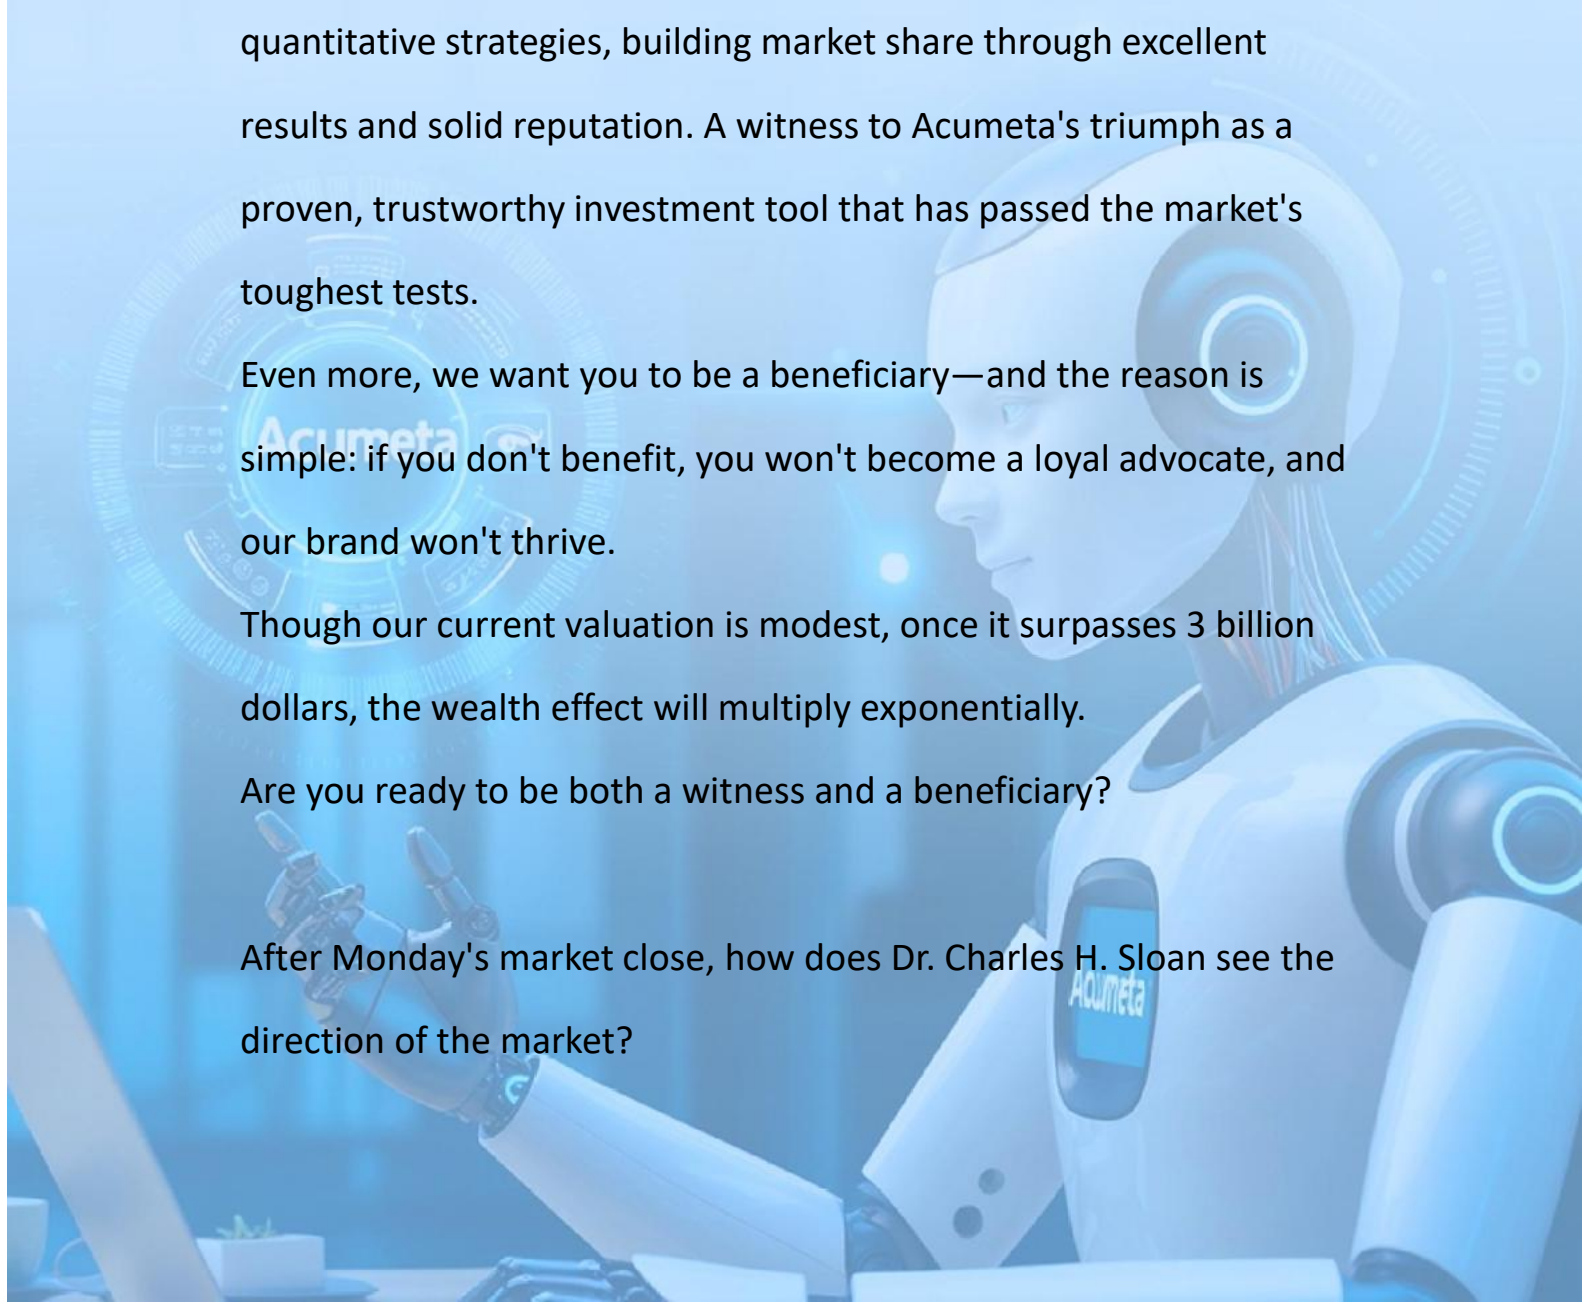 quantitative strategies, building market share through excellent
results and solid reputation. A witness to Acumeta's triumph as a
proven, trustworthy investment tool that has passed the market's
toughest tests.
Even more, we want you to be a beneficiary—and the reason is
Acumeta
simple: if you don't benefit, you won't become a loyal advocate, and
our brand won't thrive.
Though our current valuation is modest, once it surpasses 3 billion
dollars, the wealth effect will multiply exponentially.
Are you ready to be both a witness and a beneficiary?
After Monday's market close, how does Dr. Charles H. Sloan see the
Acumeta
direction of the market?